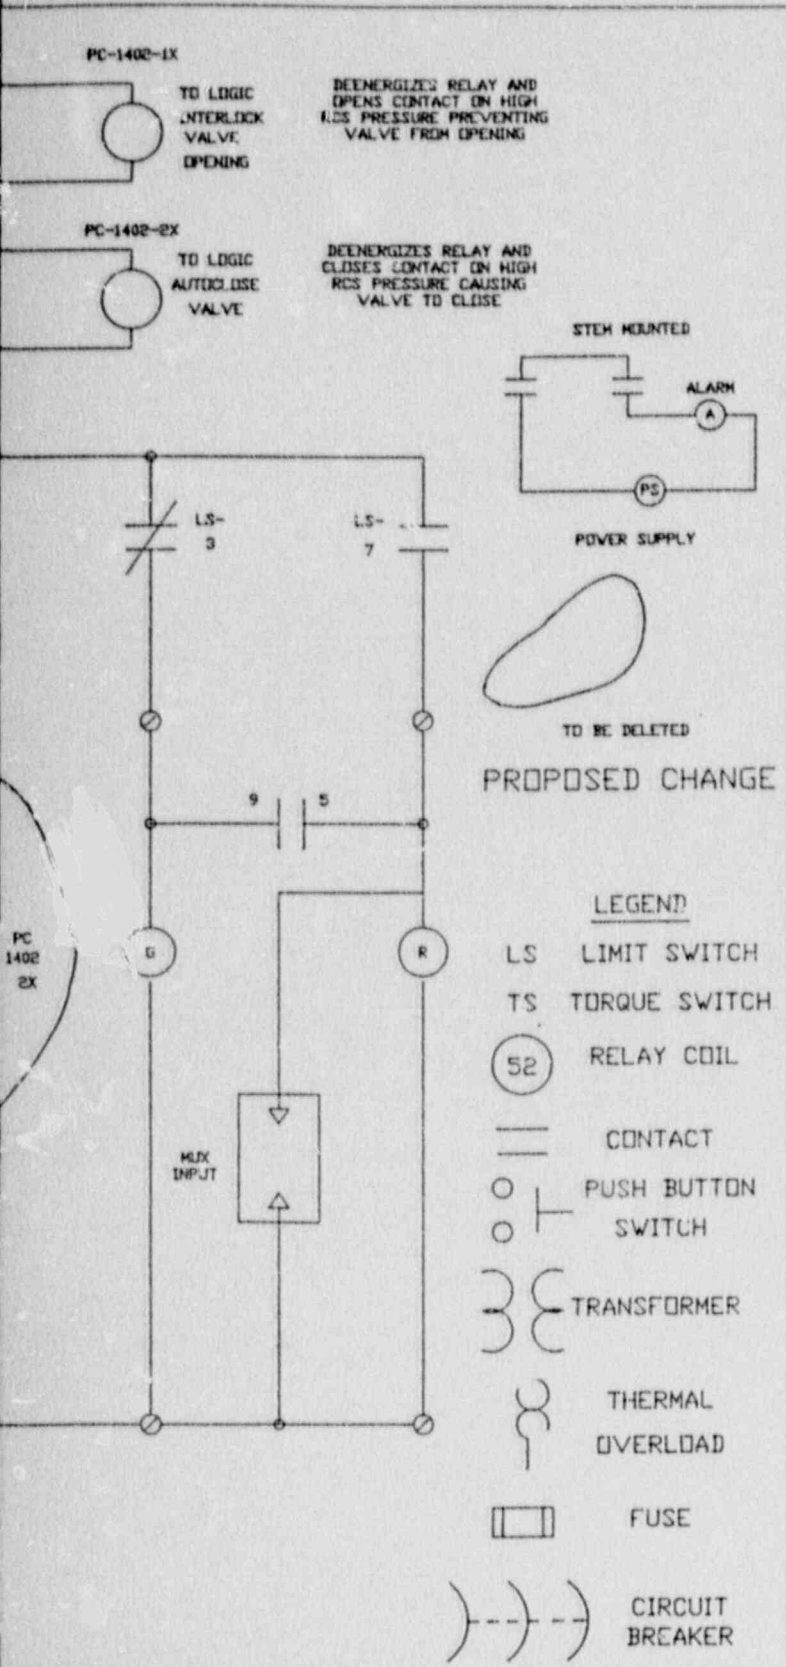 PC-1402-1X
TO LOGIC
INTERLOCK
VALVE
OPENING
DEENERGIZES RELAY AND
OPENS CONTACT ON HIGH
RCS PRESSURE PREVENTING
VALVE FROM OPENING
PC-1402-2X
TO LOGIC
AUTOCLOSE
VALVE
DEENERGIZES RELAY AND
CLOSES CONTACT ON HIGH
RCS PRESSURE CAUSING
VALVE TO CLOSE
STEM MOUNTED
ALARM
A
PS
POWER SUPPLY
LS-
3
LS-
7
TO BE DELETED
PROPOSED CHANGE
9
5
PC
1402
2X
G
R
MUX
INPUT
LEGEND
LS LIMIT SWITCH
TS TORQUE SWITCH
52 RELAY COIL
CONTACT
PUSH BUTTON
SWITCH
TRANSFORMER
THERMAL
OVERLOAD
FUSE
CIRCUIT
BREAKER